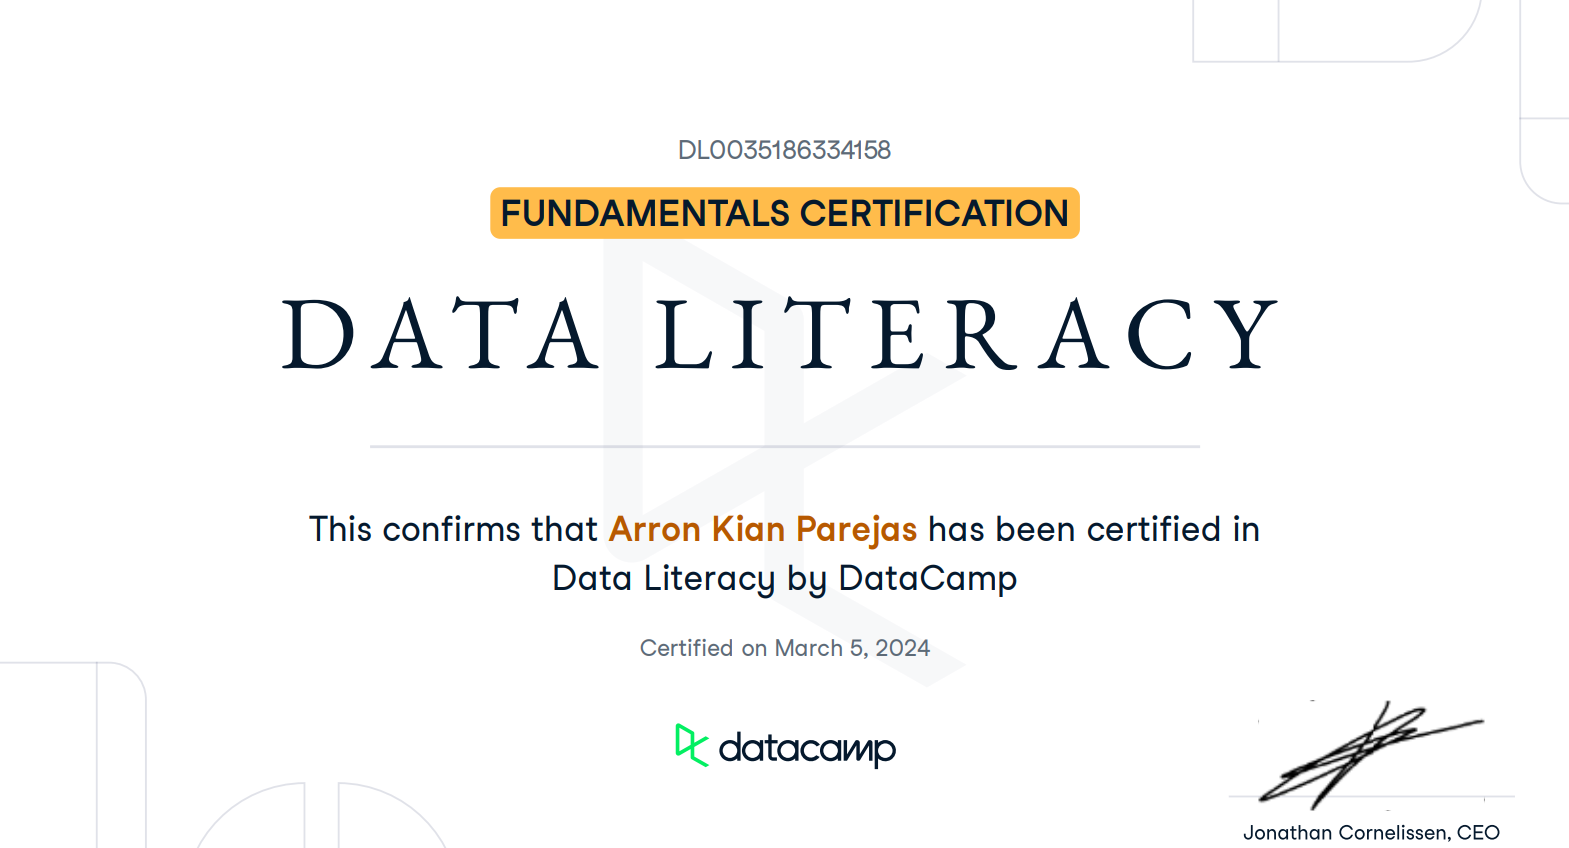 DL0035186334158
FUNDAMENTALS CERTIFICATION
DATA LITERACY
This confirms that Arron Kian Parejas has been certified in
Data Literacy by DataCamp
Certified on March 5, 2024
datacamp
Jonathan Cornelissen, CEO